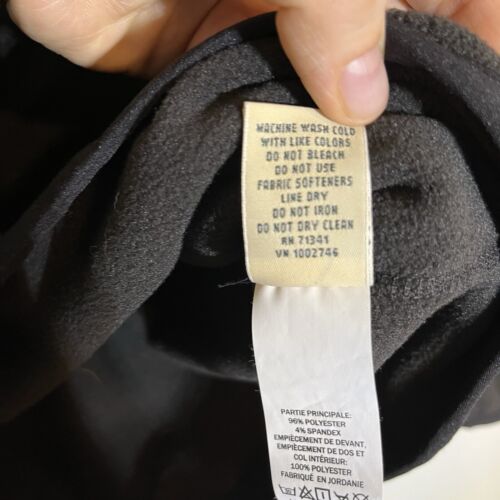 MACHINE WASH COLD
WITH LIKE COLORS
DO NOT BLEACH
DO NOT USE
FABRIC SOFTENERS
LINE DRY
DO NOT IRON
DO NOT DRY CLEAN
RN 71341
VN 1002746
PARTIE PRINCIPALE:
96% POLYESTER
4% SPANDEX
EMPIÈCEMENT DE DEVANT,
EMPIÈCEMENT DE DOS ET
COL INTÉRIEUR:
100% POLYESTER
FABRIQUÉ EN JORDANIE